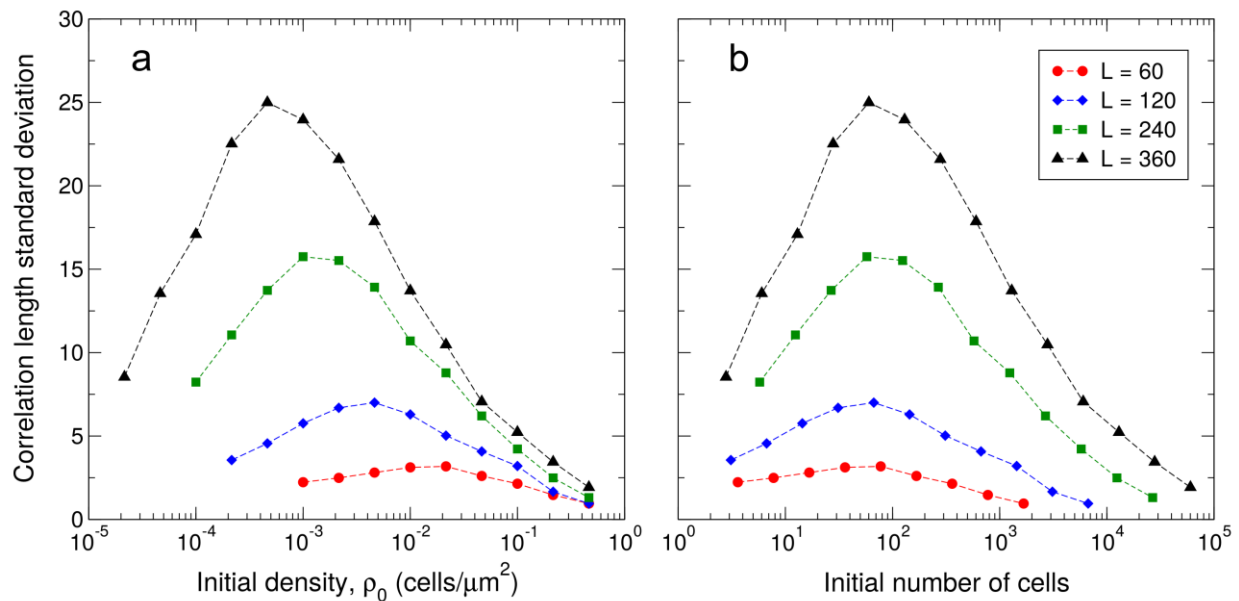 a
b
30
25
20
15
10
5
0
Correlation length standard deviation
10^-5
10^-4
10^-3
10^-2
10^-1
10^0
Initial density, ρ₀ (cells/μm²)
L = 60
L = 120
L = 240
L = 360
10^0
10^1
10^2
10^3
10^4
10^5
Initial number of cells